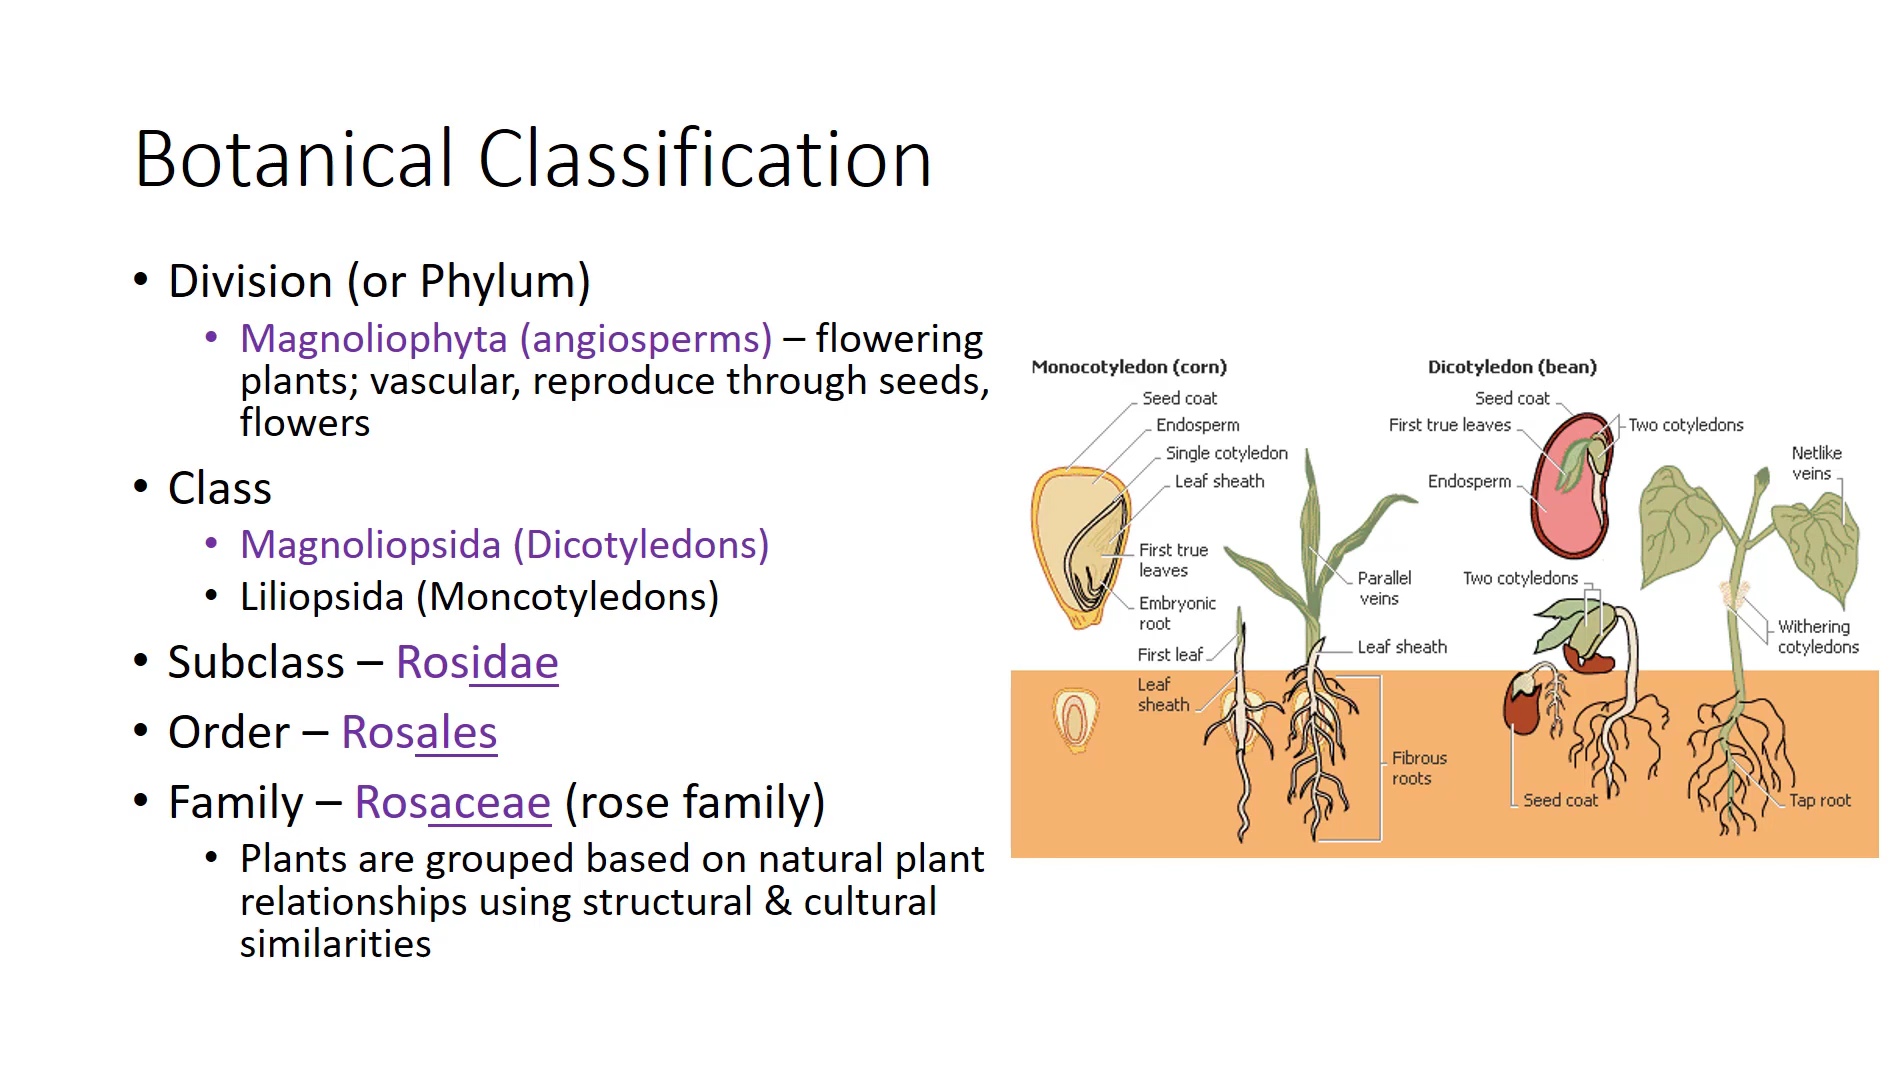 Botanical Classification
• Division (or Phylum)
• Magnoliophyta (angiosperms) – flowering
plants; vascular, reproduce through seeds,
flowers
• Class
• Magnoliopsida (Dicotyledons)
• Liliopsida (Moncotyledons)
• Subclass – Rosidae
• Order – Rosales
• Family – Rosaceae (rose family)
• Plants are grouped based on natural plant
relationships using structural & cultural
similarities
Monocotyledon (corn)
Seed coat
Endosperm
Single cotyledon
Leaf sheath
First true
leaves
Embryonic
root
First leaf
Leaf
sheath
Parallel
veins
Leaf sheath
Fibrous
roots
Dicotyledon (bean)
Seed coat
First true leaves
Two cotyledons
Endosperm
Netlike
veins
Two cotyledons
Withering
cotyledons
Seed coat
Tap root